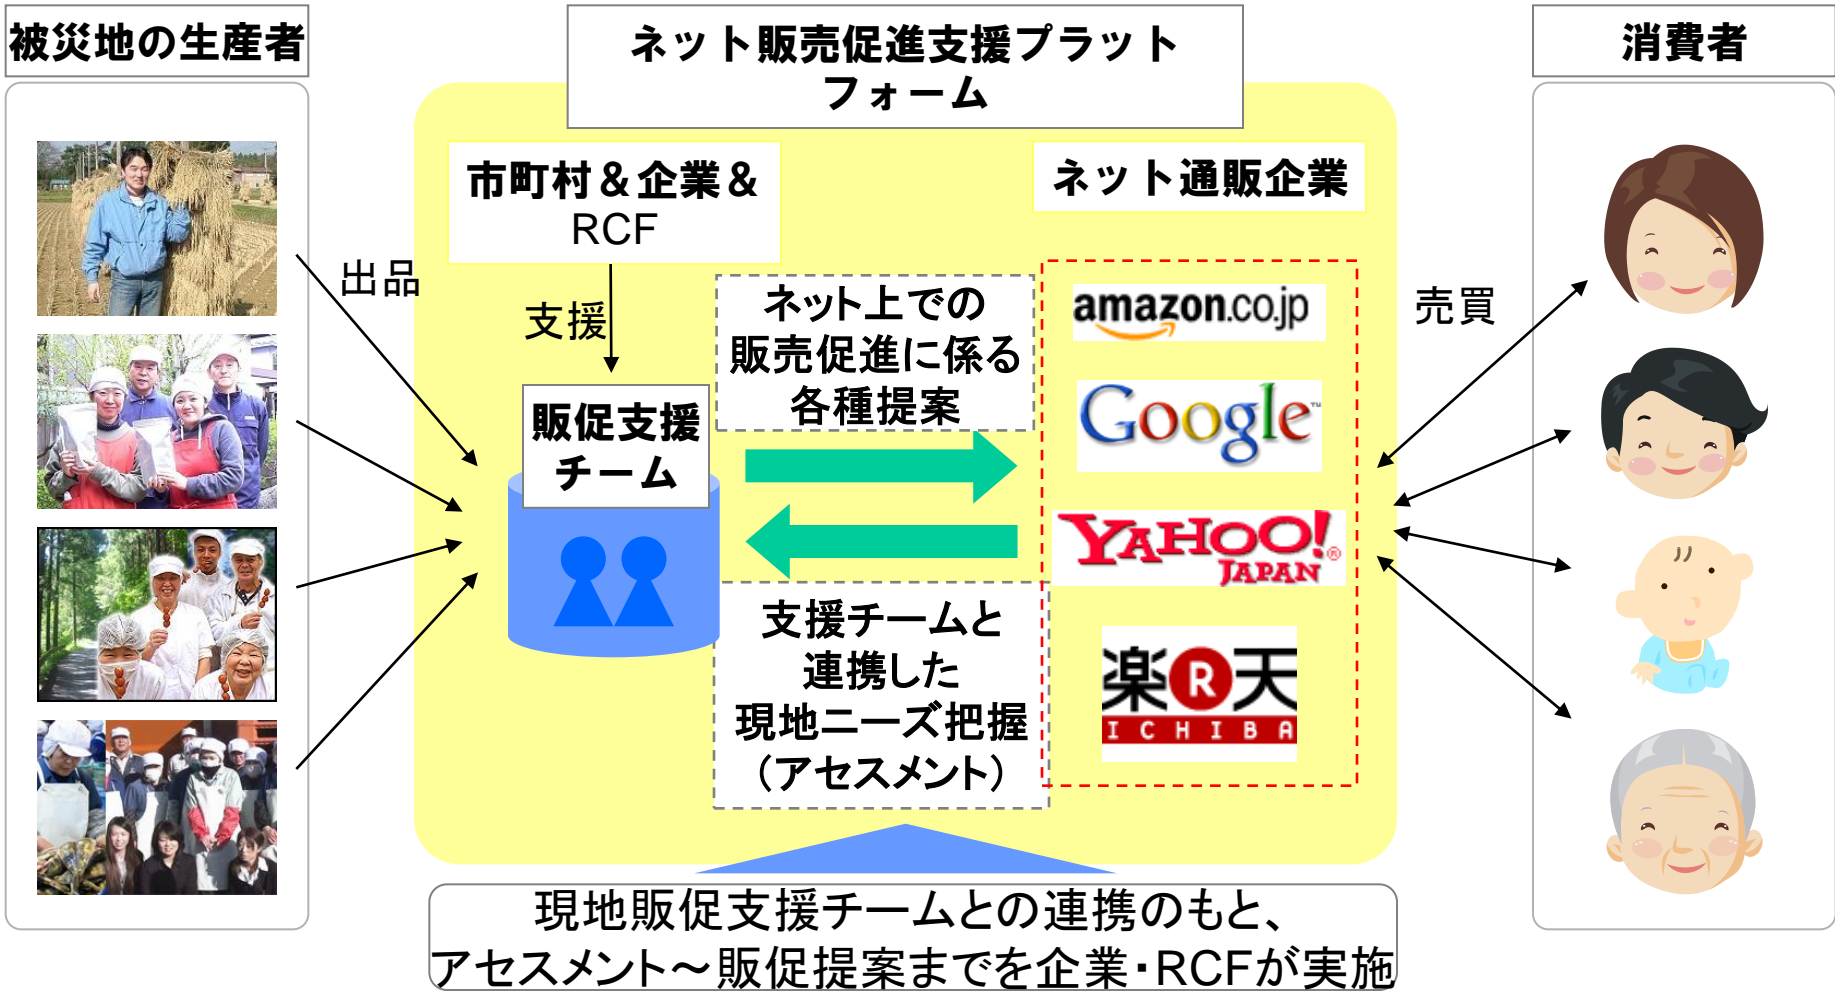 被災地の生産者
ネット販売促進支援プラット
フォーム
消費者
市町村＆企業＆
RCF
ネット通販企業
出品
支援
ネット上での
販売促進に係る
各種提案
amazon.co.jp
売買
Google™
販促支援
チーム
YAHOO!®
JAPAN
支援チームと
連携した
現地ニーズ把握
（アセスメント）
楽R天
ICHIBA
現地販促支援チームとの連携のもと、
アセスメント～販促提案までを企業・RCFが実施